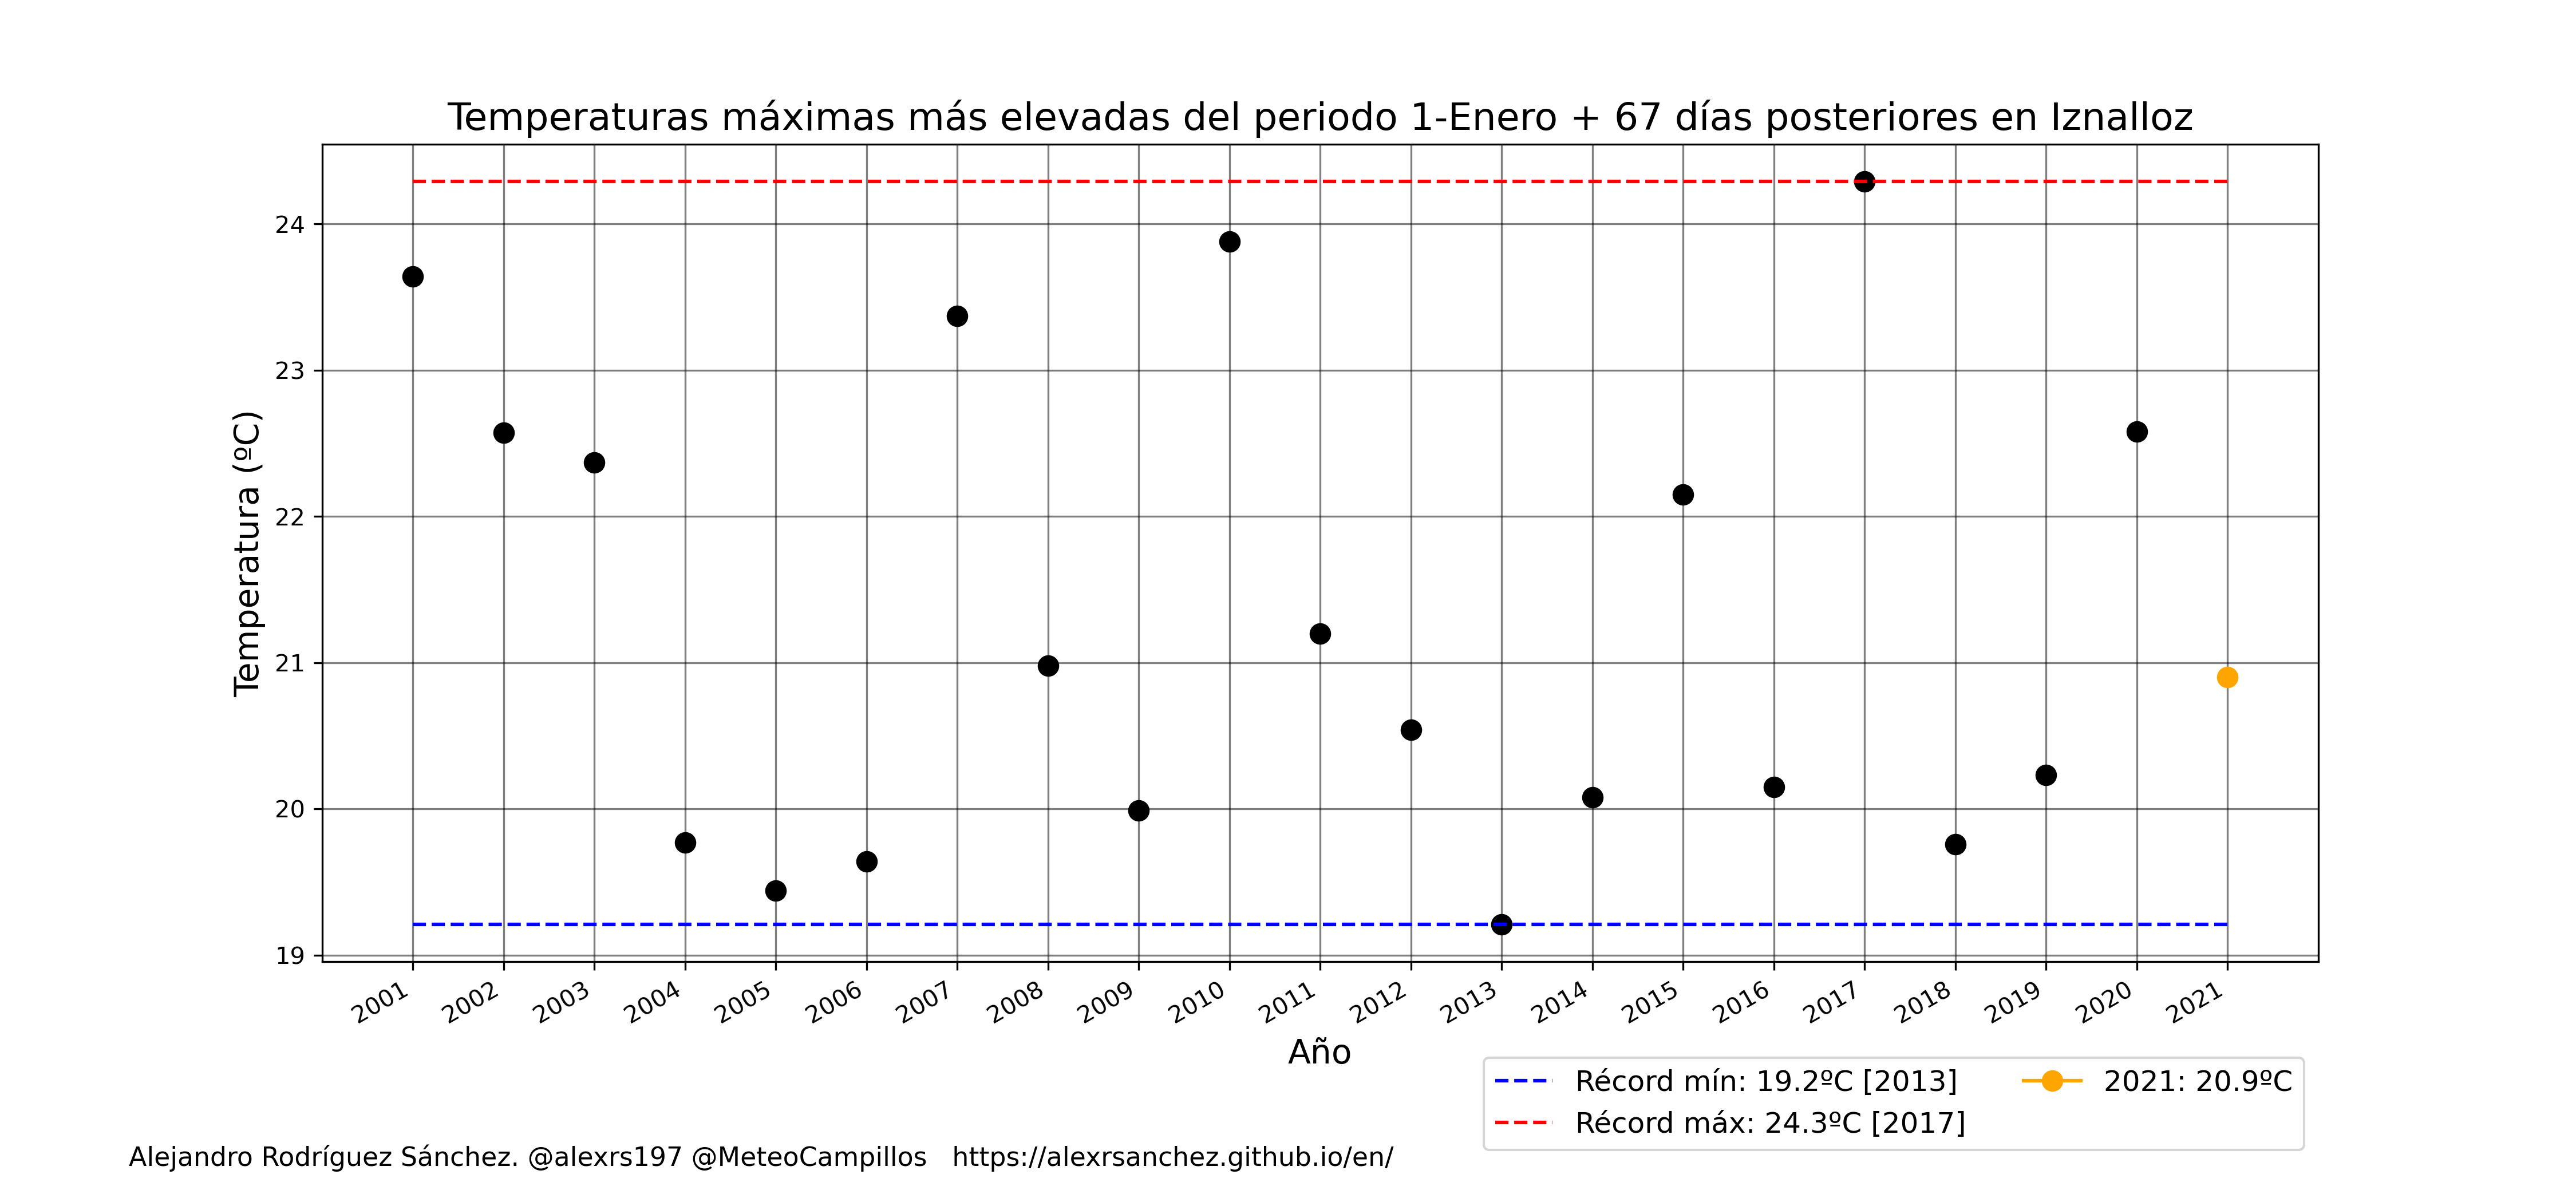 Temperaturas máximas más elevadas del periodo 1-Enero + 67 días posteriores en Iznalloz
Temperatura (ºC)
24
23
22
21
20
19
2001 2002 2003 2004 2005 2006 2007 2008 2009 2010 2011 2012 2013 2014 2015 2016 2017 2018 2019 2020 2021
Año
Récord mín: 19.2ºC [2013]
Récord máx: 24.3ºC [2017]
2021: 20.9ºC
Alejandro Rodríguez Sánchez. @alexrs197 @MeteoCampillos https://alexrsanchez.github.io/en/